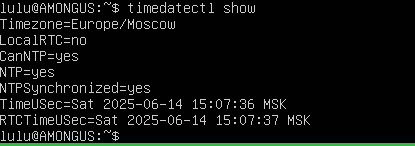 lulu@AMONGUS:~$ timedatectl show
Timezone=Europe/Moscow
LocalRTC=no
CanNTP=yes
NTP=yes
NTPSynchronized=yes
TimeUSec=Sat 2025-06-14 15:07:36 MSK
RTCTimeUSec=Sat 2025-06-14 15:07:37 MSK
lulu@AMONGUS:~$